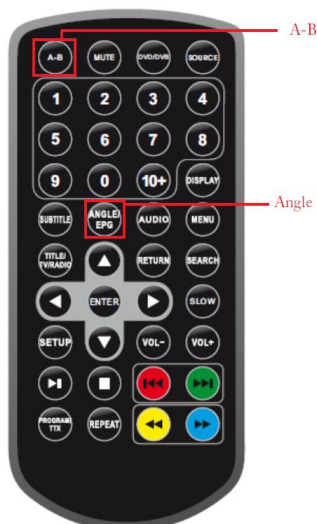 A-B
A-B MUTE DVD/DVB SOURCE
1 2 3 4
5 6 7 8
9 0 10+ DISPLAY
SUBTITLE ANGLE/ EPG AUDIO MENU
Angle
TITLE/ TV/RADIO RETURN SEARCH
ENTER SLOW
SETUP VOL- VOL+
PROGRAM/ TTX REPEAT